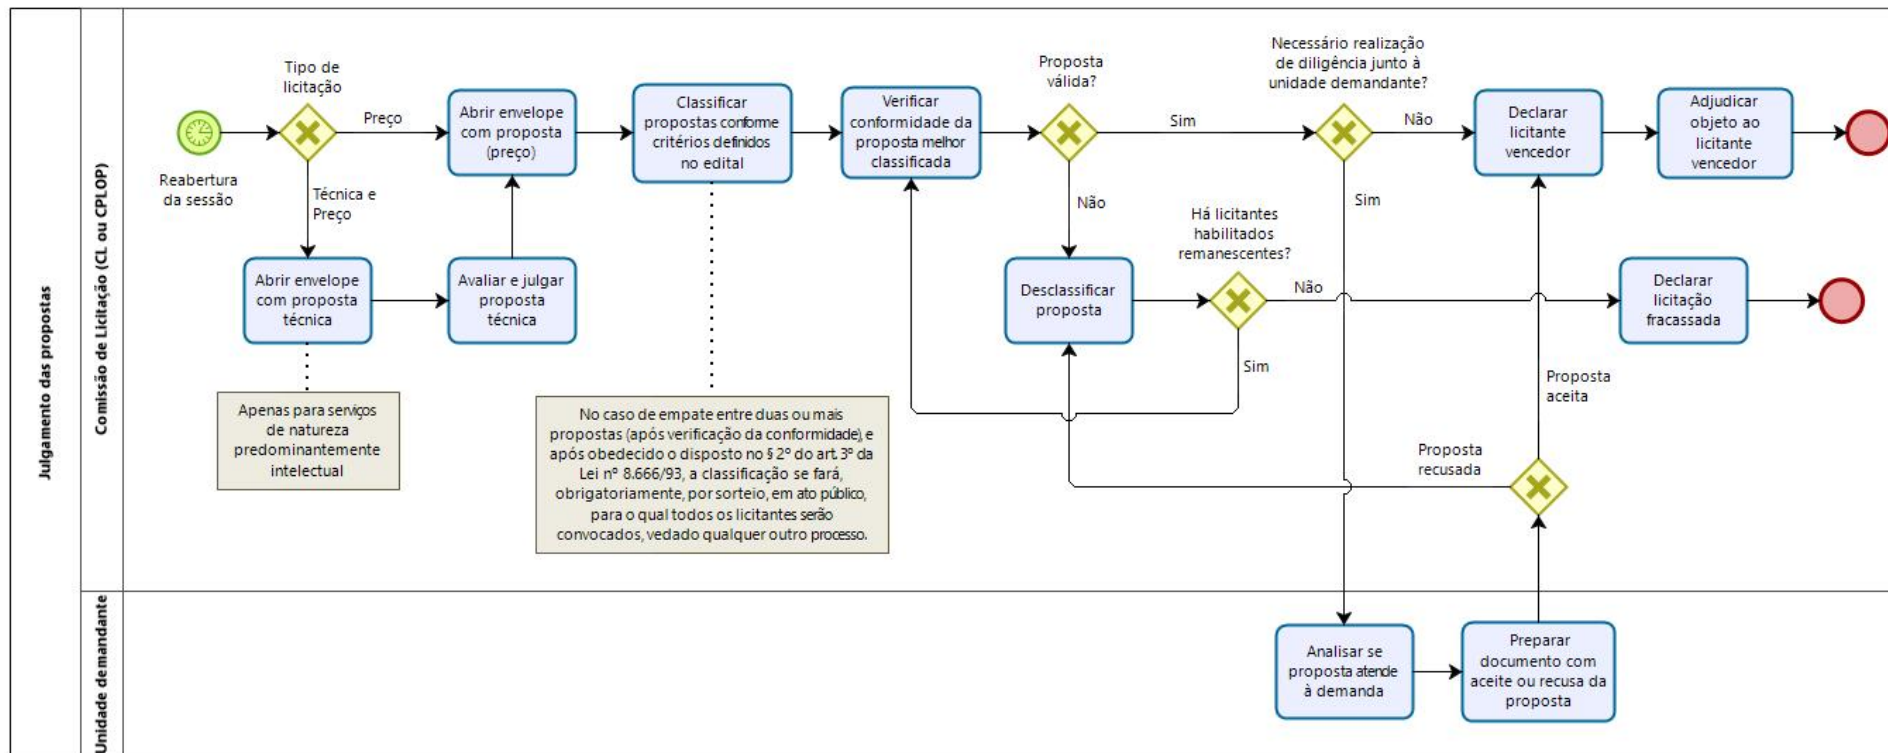 Julgamento das propostas
Comissão de Licitação (CL ou CPLOP)
Reabertura
da sessão
Tipo de
licitação
Preço
Técnica e
Preço
Abrir envelope
com proposta
técnica
Apenas para serviços
de natureza
predominantemente
intelectual
Avaliar e julgar
proposta
técnica
Abrir envelope
com proposta
(preço)
Classificar
propostas conforme
critérios definidos
no edital
No caso de empate entre duas ou mais
propostas (após verificação da conformidade), e
após obedecido o disposto no § 2º do art. 3º da
Lei nº 8.666/93, a classificação se fará,
obrigatoriamente, por sorteio, em ato público,
para o qual todos os licitantes serão
convocados, vedado qualquer outro processo.
Verificar
conformidade da
proposta melhor
classificada
Proposta
válida?
Sim
Não
Desclassificar
proposta
Há licitantes
habilitados
remanescentes?
Não
Sim
Necessário realização
de diligência junto à
unidade demandante?
Não
Sim
Declarar
licitante
vencedor
Adjudicar
objeto ao
licitante
vencedor
Declarar
licitação
fracassada
Proposta
aceita
Proposta
recusada
Unidade demandante
Analisar se
proposta atende
à demanda
Preparar
documento com
aceite ou recusa da
proposta